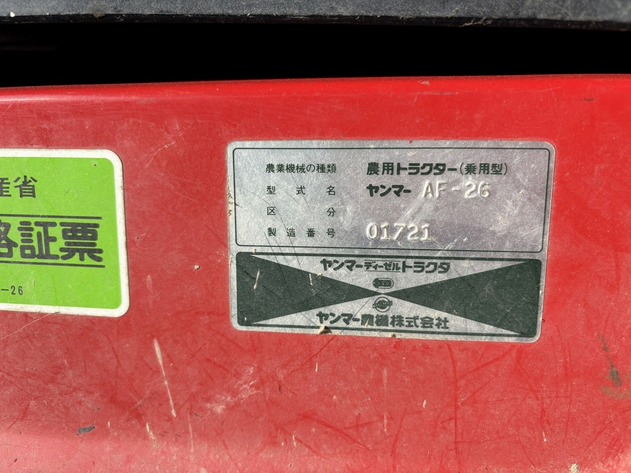 産省
格証票
-26
農業機械の種類 農用トラクター(乗用型)
型式名 ヤンマー AF-26
区分
製造番号 01721
ヤンマーディーゼルトラクタ
ヤンマー農機株式会社